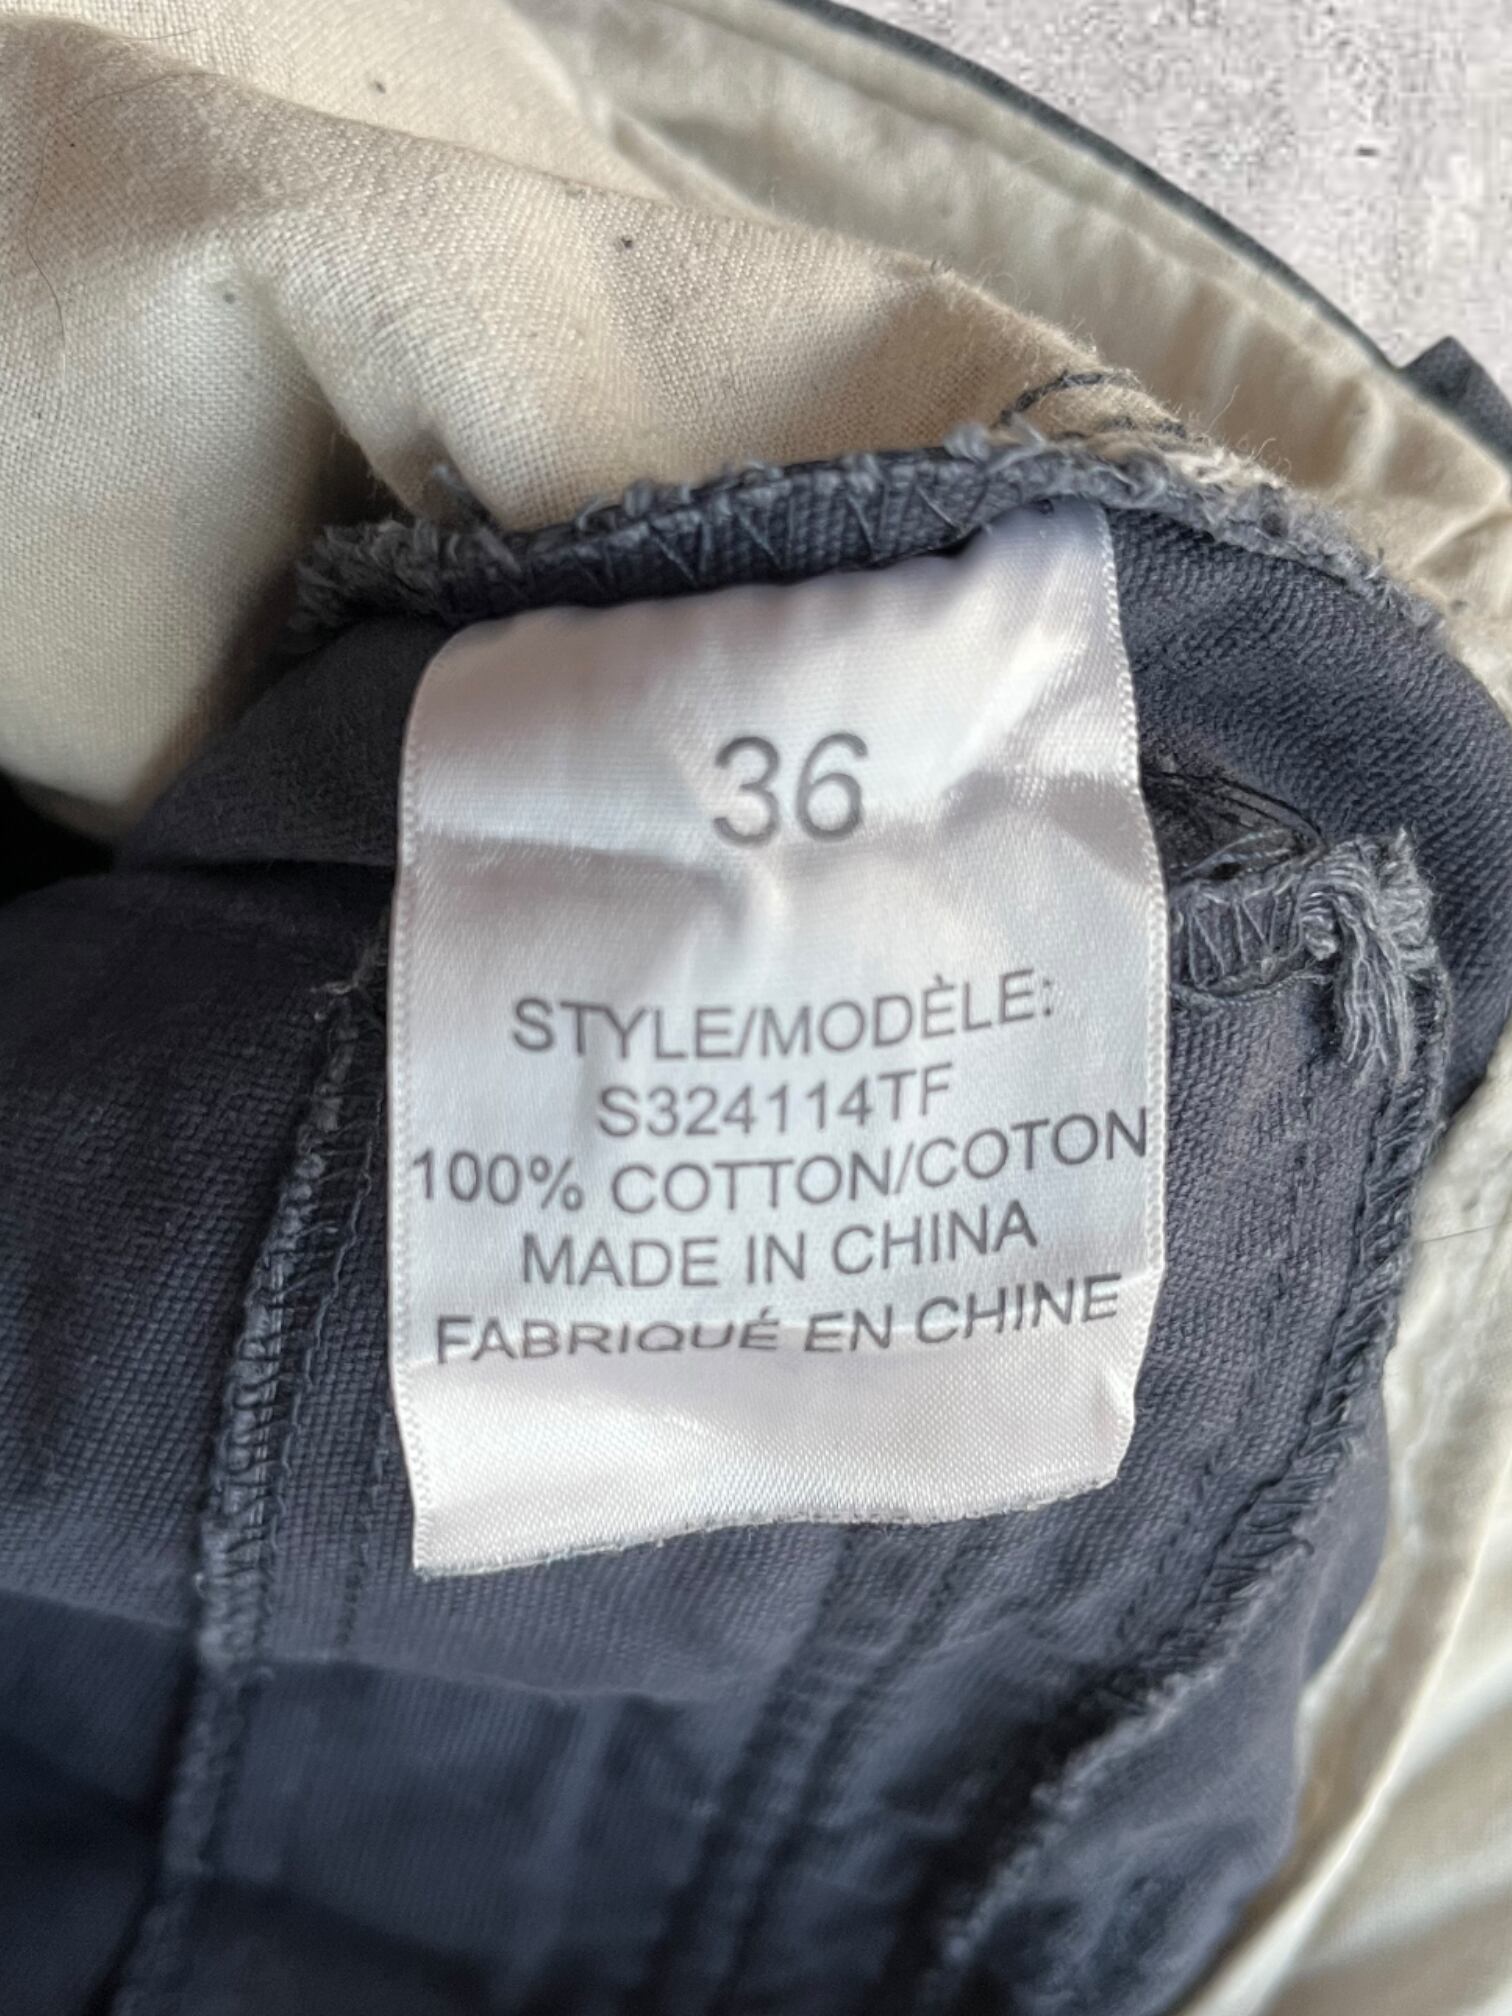 36
STYLE/MODÈLE:
S324114TF
100% COTTON/COTON
MADE IN CHINA
FABRIQUÉ EN CHINE